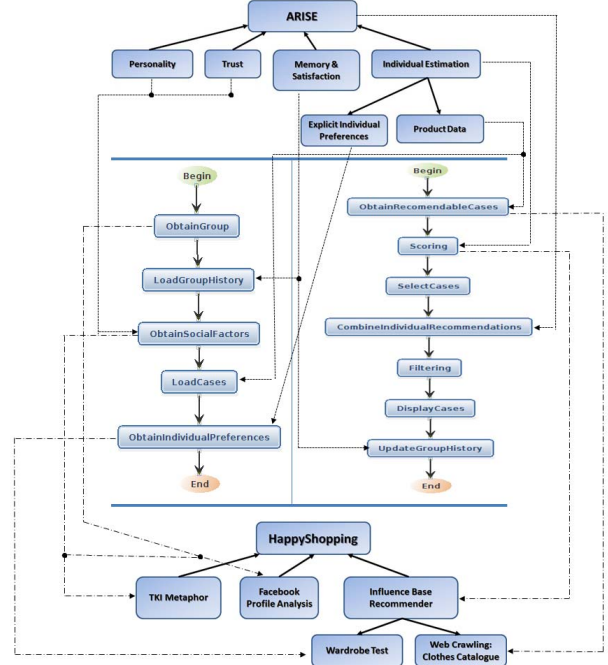 ARISE
Personality
Trust
Memory &
Satisfaction
Individual Estimation
Explicit Individual
Preferences
Product Data
Begin
ObtainGroup
LoadGroupHistory
ObtainSocialFactors
LoadCases
ObtainIndividualPreferences
End
Begin
ObtainRecomendableCases
Scoring
SelectCases
CombineIndividualRecommendations
Filtering
DisplayCases
UpdateGroupHistory
End
HappyShopping
TKI Metaphor
Facebook
Profile Analysis
Influence Base
Recommender
Wardrobe Test
Web Crawling:
Clothes Catalogue